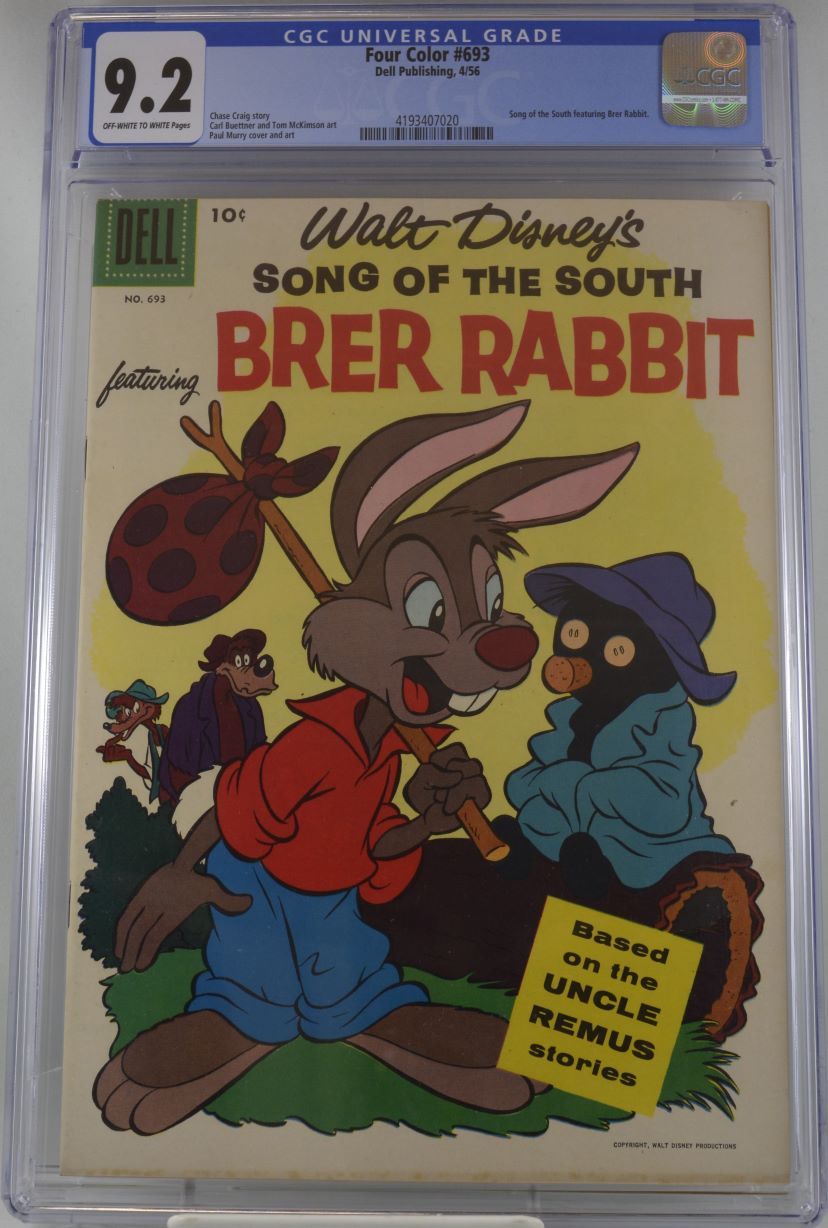 CGC UNIVERSAL GRADE
9.2
OFF-WHITE TO WHITE Pages
Four Color #693
Dell Publishing, 4/56
Chase Craig story
Carl Buettner and Tom McKimson art
Paul Murry cover and art
4193407020
Song of the South featuring Brer Rabbit.
CGC
DELL
NO. 693
10¢
Walt Disney's
SONG OF THE SOUTH
featuring BRER RABBIT
Based
on the
UNCLE
REMUS
stories
COPYRIGHT, WALT DISNEY PRODUCTIONS